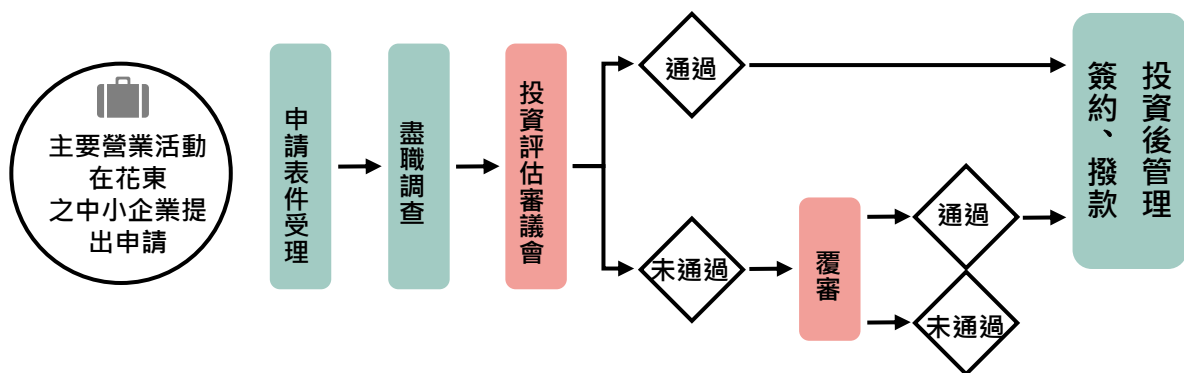 主要營業活動
在花東
之中小企業提
出申請
申請表件受理
盡職調查
投資評估審議會
通過
未通過
覆審
通過
未通過
投資後管理
簽約、撥款